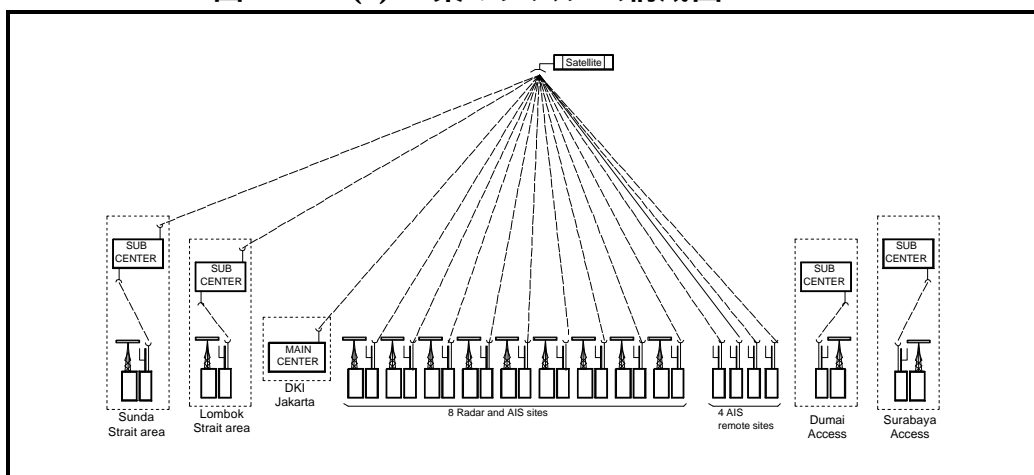 Satellite
SUB
CENTER
SUB
CENTER
SUB
CENTER
SUB
CENTER
MAIN
CENTER
DKI
Jakarta
8 Radar and AIS sites
4 AIS
remote sites
Sunda
Strait area
Lombok
Strait area
Dumai
Access
Surabaya
Access